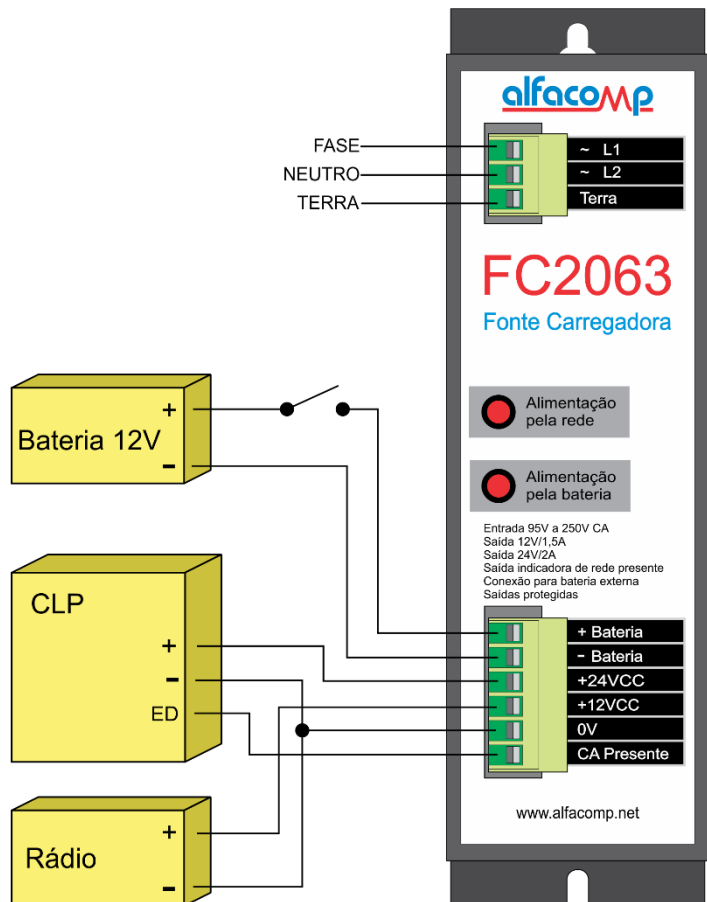 alfacomp
FASE
NEUTRO
TERRA
~ L1
~ L2
Terra
FC2063
Fonte Carregadora
Alimentação
pela rede
Alimentação
pela bateria
Entrada 95V a 250V CA
Saída 12V/1,5A
Saída 24V/2A
Saída indicadora de rede presente
Conexão para bateria externa
Saídas protegidas
+ Bateria
- Bateria
+24VCC
+12VCC
0V
CA Presente
www.alfacomp.net
+
Bateria 12V
-
CLP
+
-
ED
+
Rádio
-